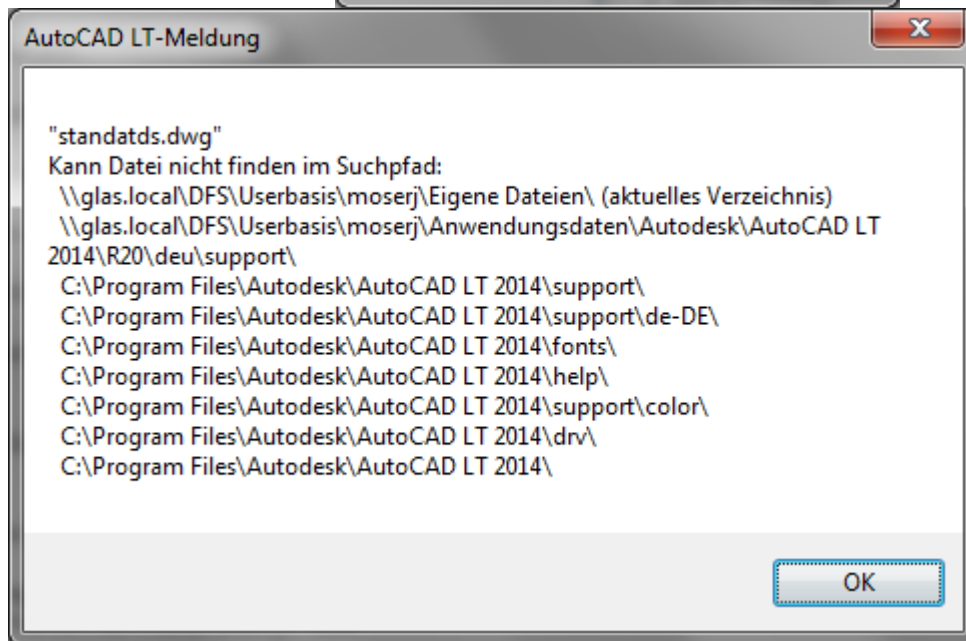 AutoCAD LT-Meldung
"standatds.dwg"
Kann Datei nicht finden im Suchpfad:
\\glas.local\DFS\Userbasis\moserj\Eigene Dateien\ (aktuelles Verzeichnis)
\\glas.local\DFS\Userbasis\moserj\Anwendungsdaten\Autodesk\AutoCAD LT
2014\R20\deu\support\
C:\Program Files\Autodesk\AutoCAD LT 2014\support\
C:\Program Files\Autodesk\AutoCAD LT 2014\support\de-DE\
C:\Program Files\Autodesk\AutoCAD LT 2014\fonts\
C:\Program Files\Autodesk\AutoCAD LT 2014\help\
C:\Program Files\Autodesk\AutoCAD LT 2014\support\color\
C:\Program Files\Autodesk\AutoCAD LT 2014\drv\
C:\Program Files\Autodesk\AutoCAD LT 2014\
OK